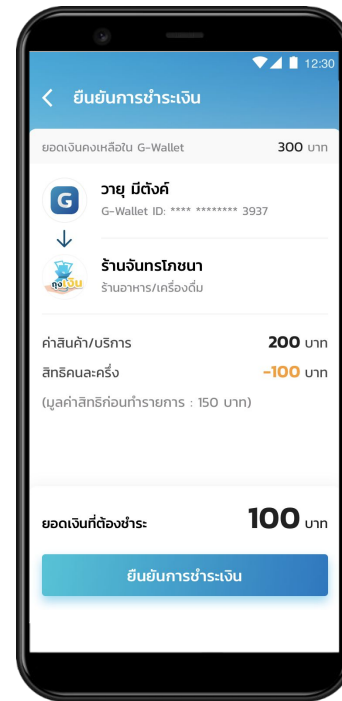 12:30
ยืนยันการชำระเงิน
ยอดเงินคงเหลือใน G-Wallet 300 บาท
G วายุ มีตังค์
G-Wallet ID: **** ******** 3937
ถุงเงิน ร้านจันทรโภชนา
ร้านอาหาร/เครื่องดื่ม
ค่าสินค้า/บริการ 200 บาท
สิทธิคนละครึ่ง -100 บาท
(มูลค่าสิทธิก่อนทำรายการ : 150 บาท)
ยอดเงินที่ต้องชำระ 100 บาท
ยืนยันการชำระเงิน